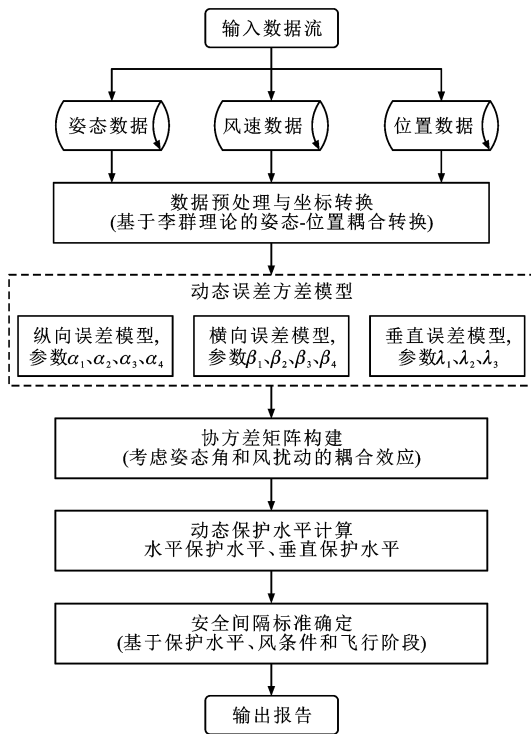 输入数据流
姿态数据
风速数据
位置数据
数据预处理与坐标转换
(基于李群理论的姿态-位置耦合转换)
动态误差方差模型
纵向误差模型,
参数α₁、α₂、α₃、α₄
横向误差模型,
参数β₁、β₂、β₃、β₄
垂直误差模型,
参数λ₁、λ₂、λ₃
协方差矩阵构建
(考虑姿态角和风扰动的耦合效应)
动态保护水平计算
水平保护水平、垂直保护水平
安全间隔标准确定
(基于保护水平、风条件和飞行阶段)
输出报告